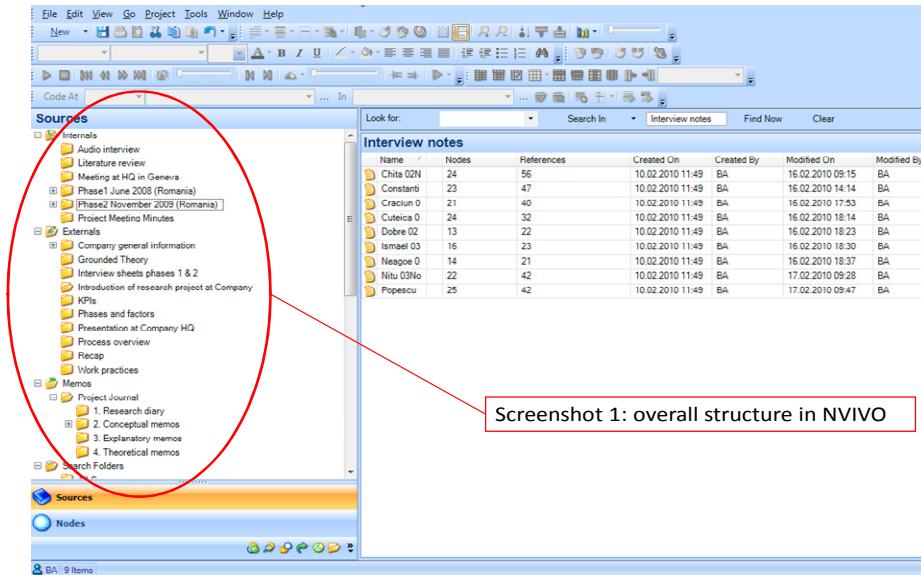 File Edit View Go Project Tools Window Help
New
B I U
Code At ... In ...
Sources
Internals
Audio interview
Literature review
Meeting at HQ in Geneva
Phase1 June 2008 (Romania)
Phase2 November 2009 (Romania)
Project Meeting Minutes
Externals
Company general information
Grounded Theory
Interview sheets phases 1 & 2
Introduction of research project at Company
KPIs
Phases and factors
Presentation at Company HQ
Process overview
Recap
Work practices
Memos
Project Journal
1. Research diary
2. Conceptual memos
3. Explanatory memos
4. Theoretical memos
Search Folders
Sources
Nodes
Look for: Search In Interview notes Find Now Clear
Interview notes
Name Nodes References Created On Created By Modified On Modified By
Chita 02N 24 56 10.02.2010 11:49 BA 16.02.2010 09:15 BA
Constanti 23 47 10.02.2010 11:49 BA 16.02.2010 14:14 BA
Craciun 0 21 40 10.02.2010 11:49 BA 16.02.2010 17:53 BA
Cuteica 0 24 32 10.02.2010 11:49 BA 16.02.2010 18:14 BA
Dobre 02 13 22 10.02.2010 11:49 BA 16.02.2010 18:23 BA
Ismael 03 16 23 10.02.2010 11:49 BA 16.02.2010 18:30 BA
Neagoe 0 14 21 10.02.2010 11:49 BA 16.02.2010 18:37 BA
Nitu 03No 22 42 10.02.2010 11:49 BA 17.02.2010 09:28 BA
Popescu 25 42 10.02.2010 11:49 BA 17.02.2010 09:47 BA
Screenshot 1: overall structure in NVIVO
BA 9 Items